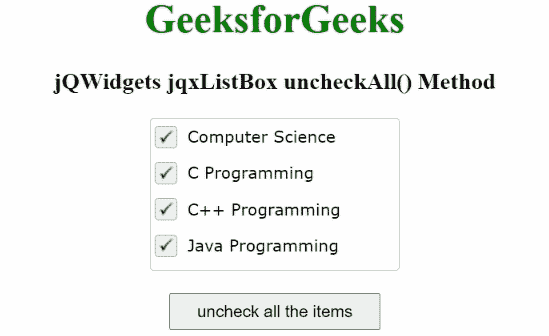 GeeksforGeeks
jQWidgets jqxListBox uncheckAll() Method
Computer Science
C Programming
C++ Programming
Java Programming
uncheck all the items